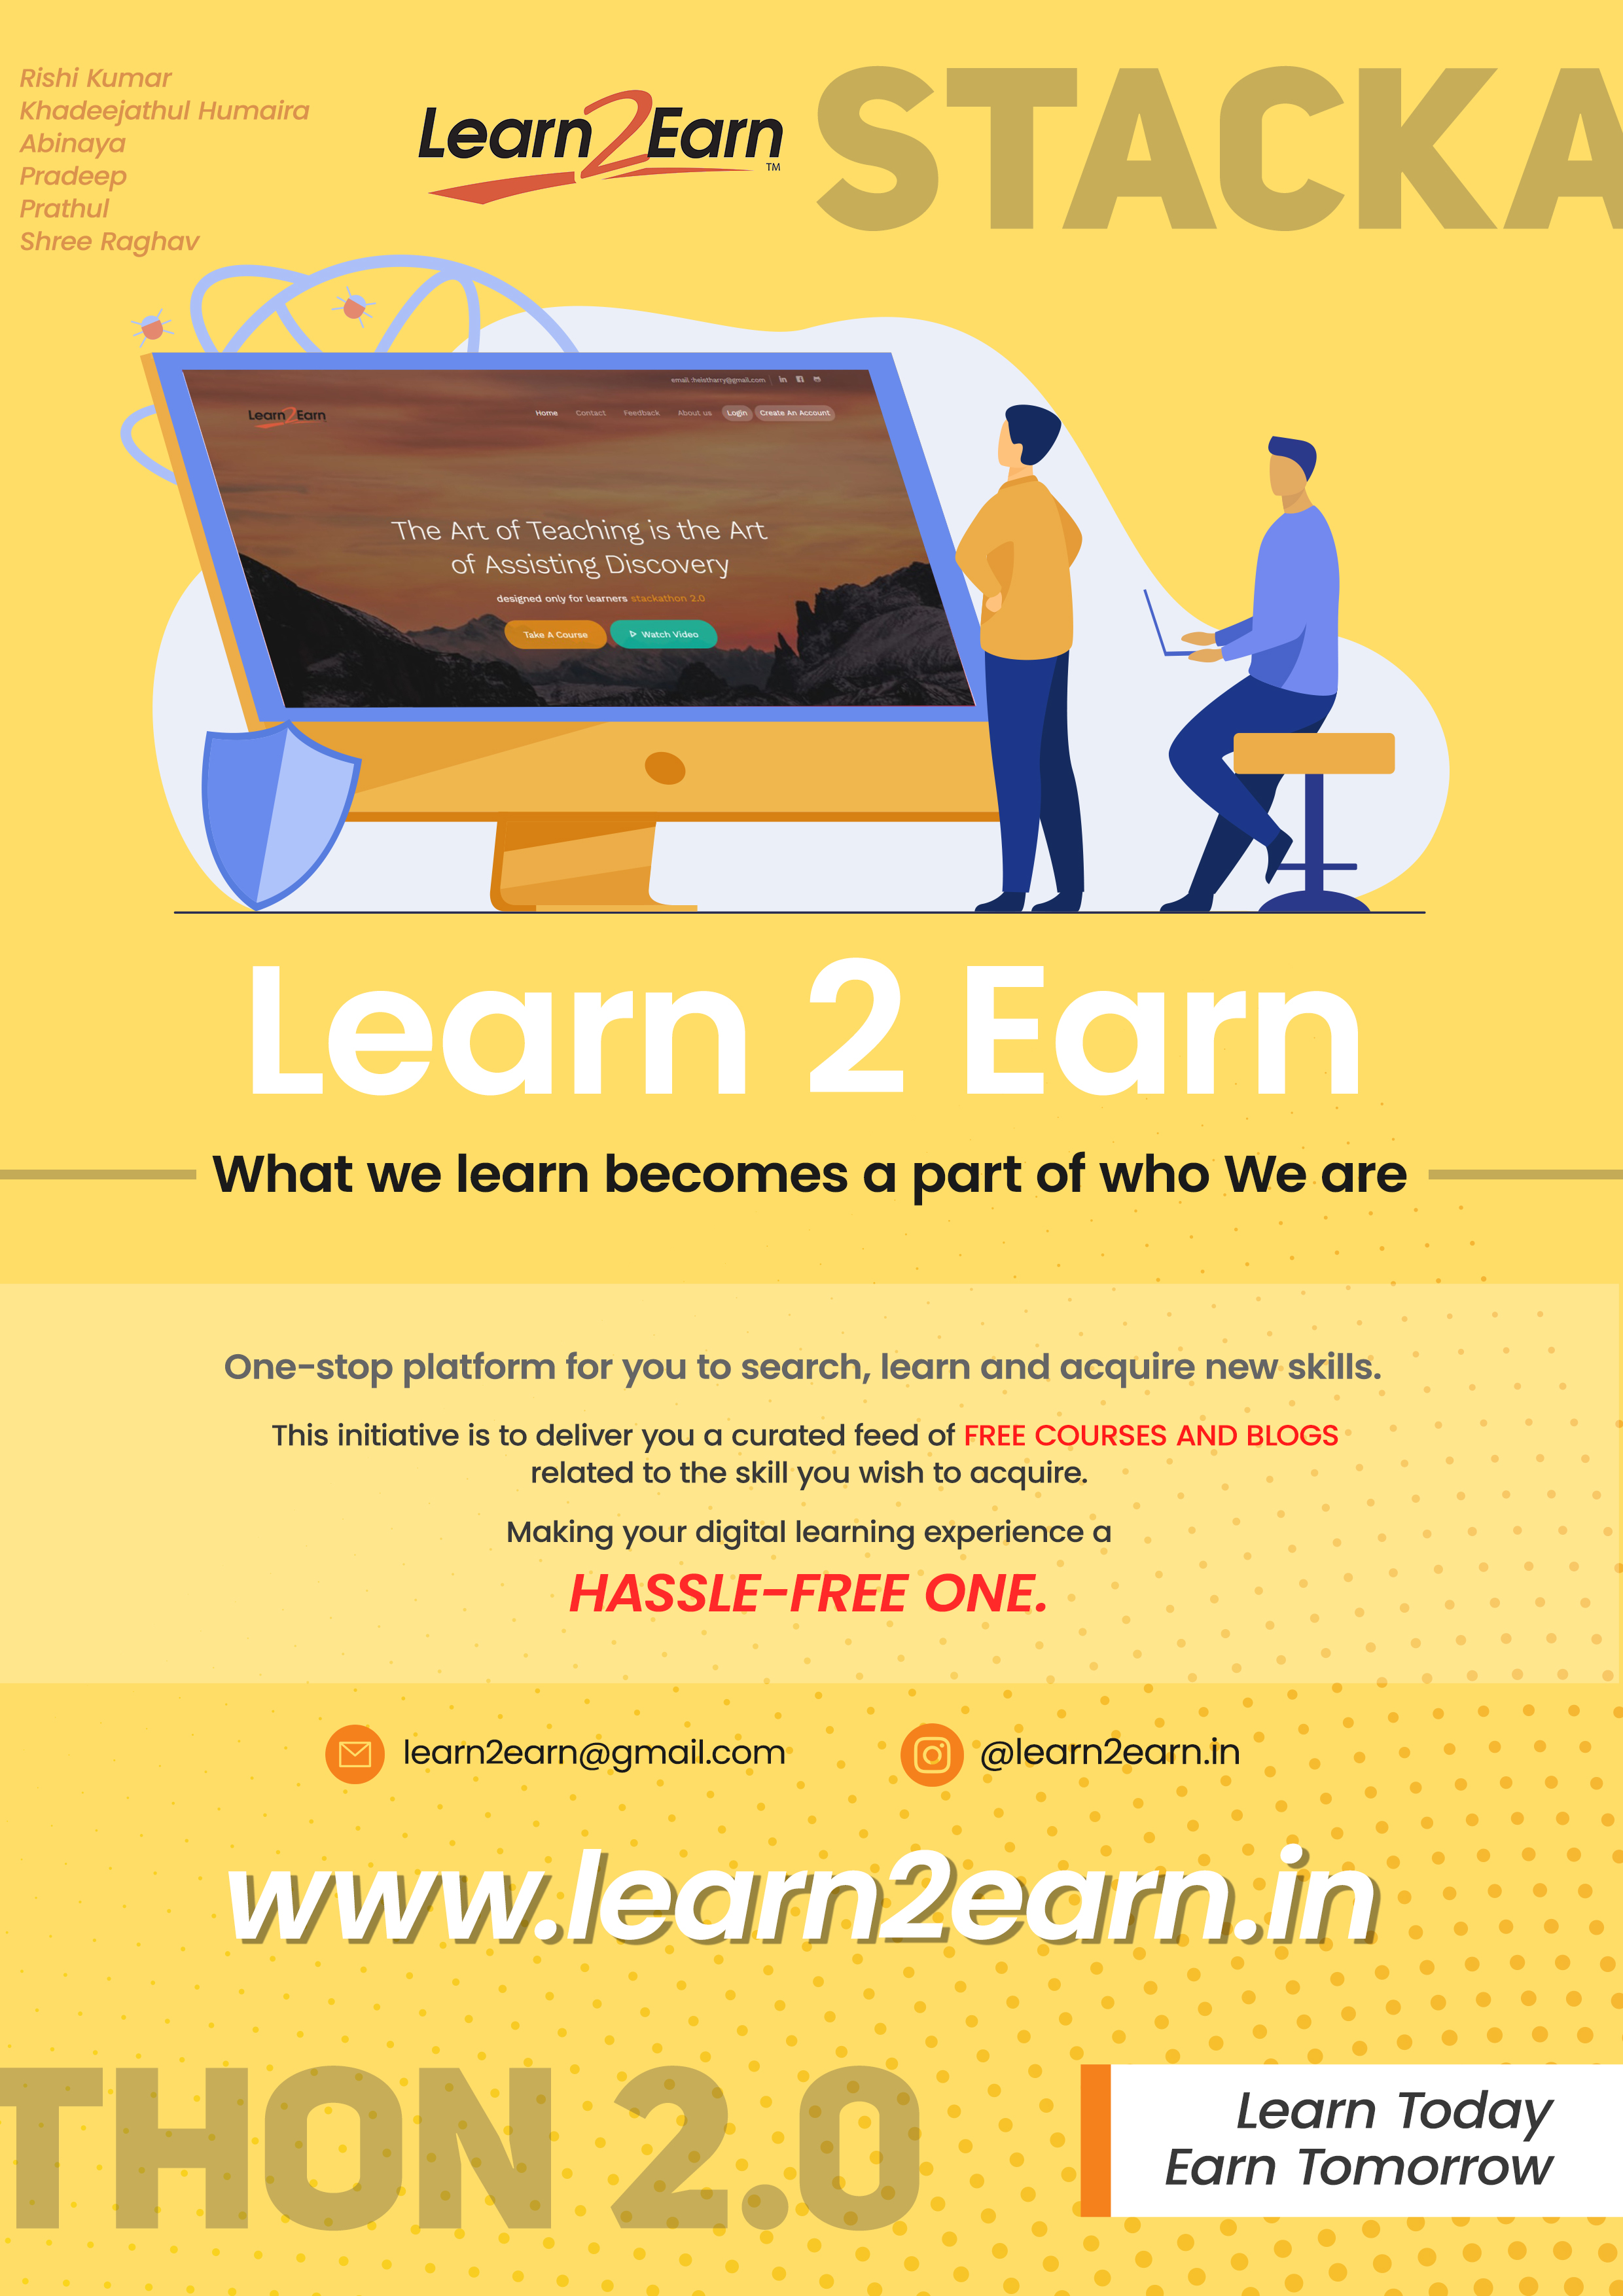 Rishi Kumar
Khadeejathul Humaira
Abinaya
Pradeep
Prathul
Shree Raghav
Learn2Earn
TM
STACKA
email :heistharry@gmail.com
Learn2Earn
Home Contact Feedback About us Login Create An Account
The Art of Teaching is the Art
of Assisting Discovery
designed only for learners stackathon 2.0
Take A Course Watch Video
Learn 2 Earn
What we learn becomes a part of who We are
One-stop platform for you to search, learn and acquire new skills.
This initiative is to deliver you a curated feed of FREE COURSES AND BLOGS
related to the skill you wish to acquire.
Making your digital learning experience a
HASSLE-FREE ONE.
learn2earn@gmail.com
@learn2earn.in
www.learn2earn.in
THON 2.0
Learn Today
Earn Tomorrow